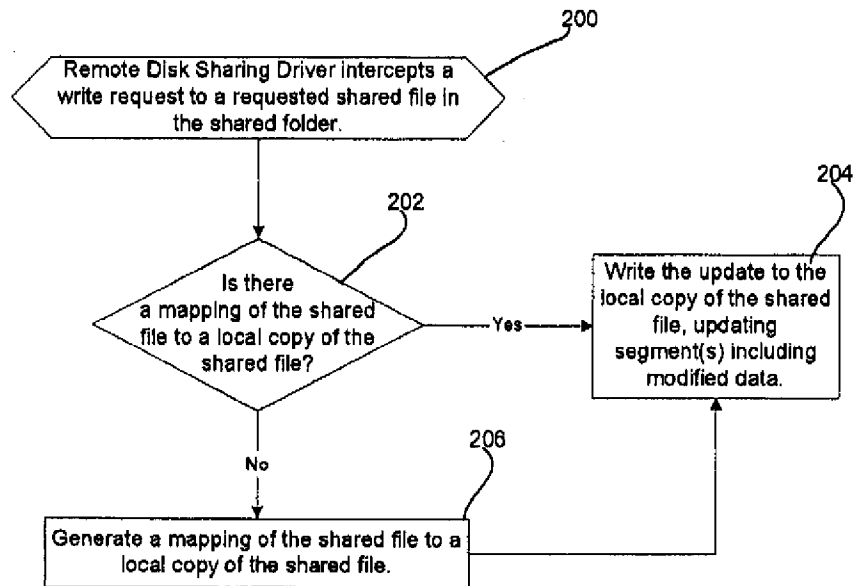 200
Remote Disk Sharing Driver intercepts a
write request to a requested shared file in
the shared folder.
202
Is there
a mapping of the shared
file to a local copy of the
shared file?
Yes
204
Write the update to the
local copy of the shared
file, updating
segment(s) including
modified data.
No
206
Generate a mapping of the shared file to a
local copy of the shared file.